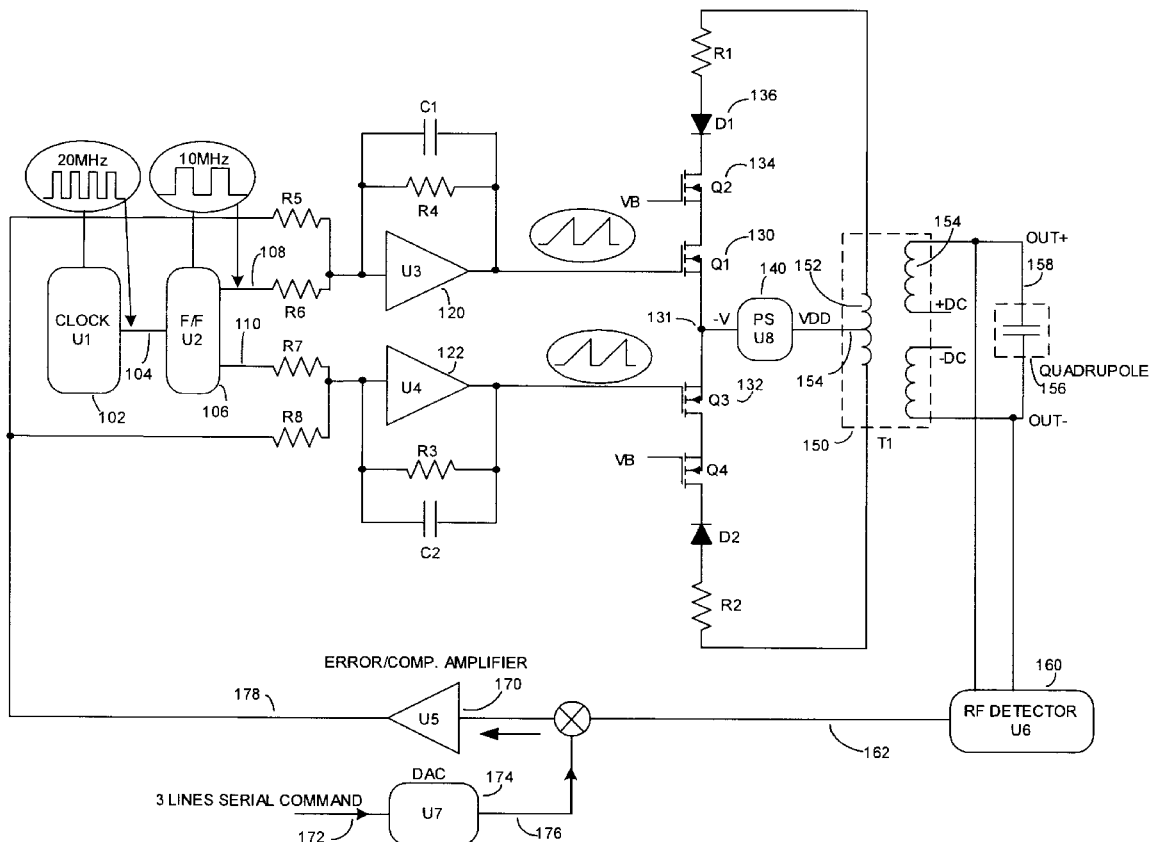 R1
136
D1
C1
20MHz
10MHz
134
Q2
R4
VB
R5
154
OUT+
130
158
108
Q1
140
152
U3
CLOCK
U1
F/F
U2
R6
120
131
-V
PS
U8
VDD
+DC
110
R7
122
-DC
104
U4
132
154
QUADRUPOLE
156
102
106
Q3
R8
OUT-
150
T1
R3
VB
Q4
C2
D2
R2
ERROR/COMP. AMPLIFIER
160
178
170
RF DETECTOR
U6
U5
162
DAC
174
3 LINES SERIAL COMMAND
U7
172
176